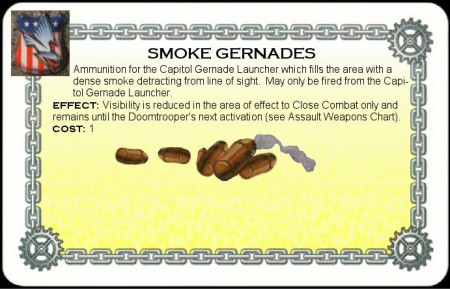 SMOKE GERNADES
Ammunition for the Capitol Gernade Launcher which fills the area with a
dense smoke detracting from line of sight. May only be fired from the Capi-
tol Gernade Launcher.
EFFECT: Visibility is reduced in the area of effect to Close Combat only and
remains until the Doomtrooper's next activation (see Assault Weapons Chart).
COST: 1